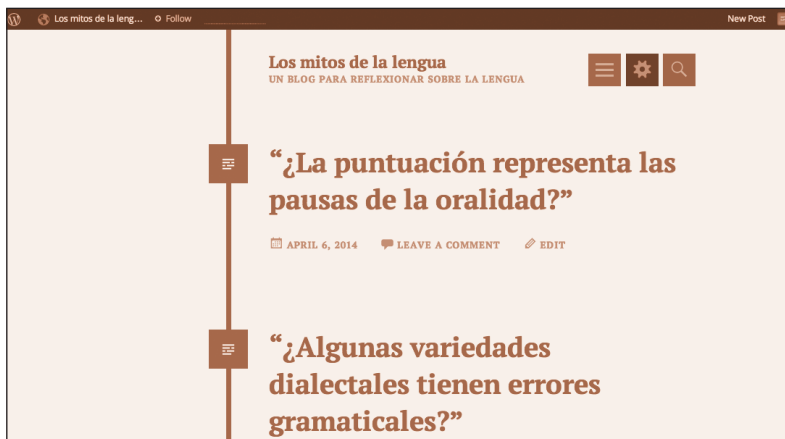 Los mitos de la leng... Follow New Post
Los mitos de la lengua
UN BLOG PARA REFLEXIONAR SOBRE LA LENGUA
“¿La puntuación representa las
pausas de la oralidad?”
APRIL 6, 2014 LEAVE A COMMENT EDIT
“¿Algunas variedades
dialectales tienen errores
gramaticales?”